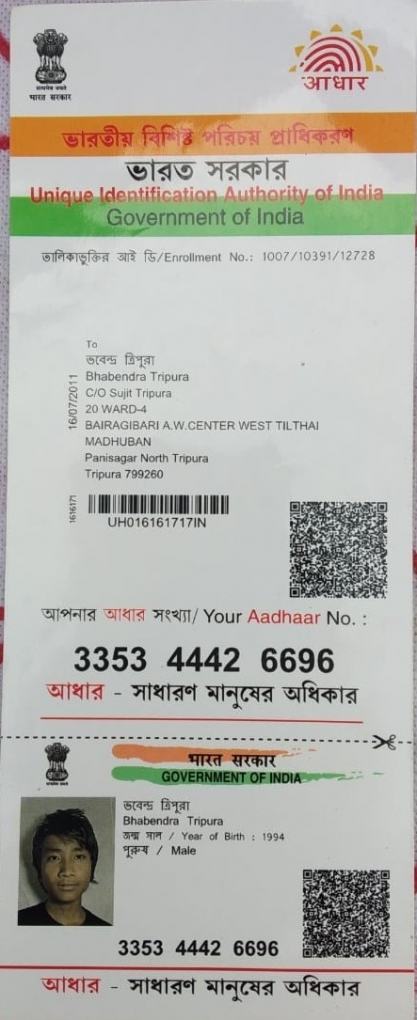 सत्यमेव जयते
भारत सरकार
आधार
ভারতীয় বিশিষ্ট পরিচয় প্রাধিকরণ
ভারত সরকার
Unique Identification Authority of India
Government of India
তালিকাভুক্তির আই ডি/Enrollment No.: 1007/10391/12728
16/07/2011
To
ভবেন্দ্র ত্রিপুরা
Bhabendra Tripura
C/O Sujit Tripura
20 WARD-4
BAIRAGIBARI A.W.CENTER WEST TILTHAI
MADHUBAN
Panisagar North Tripura
Tripura 799260
1616171
UH016161717IN
আপনার আধার সংখ্যা/ Your Aadhaar No. :
3353 4442 6696
আধার - সাধারণ মানুষের অধিকার
भारत सरकार
GOVERNMENT OF INDIA
ভবেন্দ্র ত্রিপুরা
Bhabendra Tripura
জন্ম সাল / Year of Birth : 1994
পুরুষ / Male
3353 4442 6696
আধার - সাধারণ মানুষের অধিকার